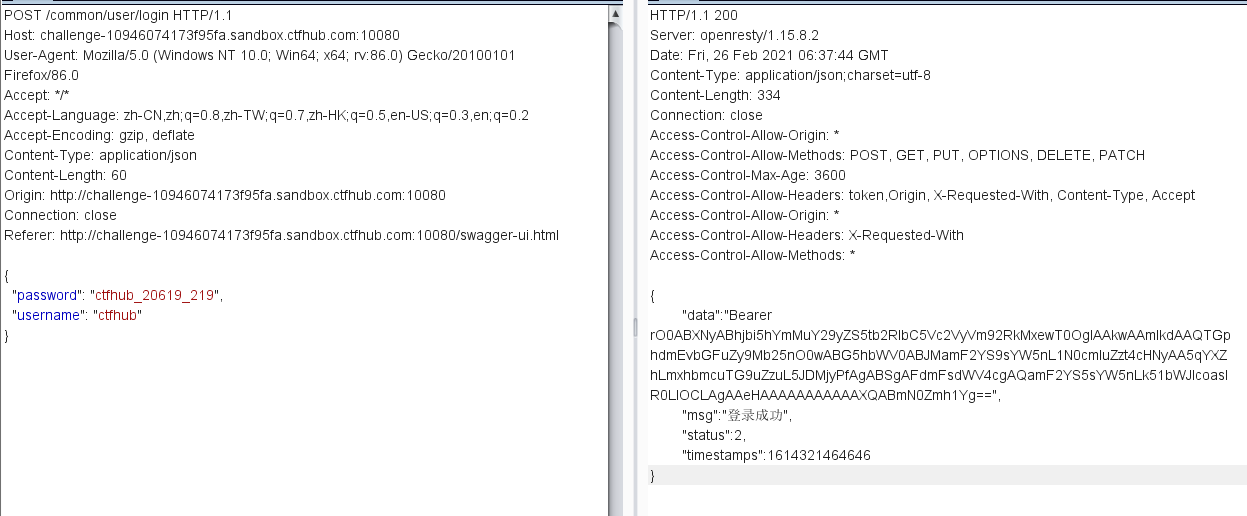 POST /common/user/login HTTP/1.1
Host: challenge-10946074173f95fa.sandbox.ctfhub.com:10080
User-Agent: Mozilla/5.0 (Windows NT 10.0; Win64; x64; rv:86.0) Gecko/20100101
Firefox/86.0
Accept: */*
Accept-Language: zh-CN,zh;q=0.8,zh-TW;q=0.7,zh-HK;q=0.5,en-US;q=0.3,en;q=0.2
Accept-Encoding: gzip, deflate
Content-Type: application/json
Content-Length: 60
Origin: http://challenge-10946074173f95fa.sandbox.ctfhub.com:10080
Connection: close
Referer: http://challenge-10946074173f95fa.sandbox.ctfhub.com:10080/swagger-ui.html
{
"password": "ctfhub_20619_219",
"username": "ctfhub"
}
HTTP/1.1 200
Server: openresty/1.15.8.2
Date: Fri, 26 Feb 2021 06:37:44 GMT
Content-Type: application/json;charset=utf-8
Content-Length: 334
Connection: close
Access-Control-Allow-Origin: *
Access-Control-Allow-Methods: POST, GET, PUT, OPTIONS, DELETE, PATCH
Access-Control-Max-Age: 3600
Access-Control-Allow-Headers: token,Origin, X-Requested-With, Content-Type, Accept
Access-Control-Allow-Origin: *
Access-Control-Allow-Headers: X-Requested-With
Access-Control-Allow-Methods: *
{
"data":"Bearer
rO0ABXNyABhjbi5hYmMuY29yZS5tb2RlbC5Vc2VyVm92RkMxewT0OgIAAkwAAmlkdAAQTGp
hdmEvbGFuZy9Mb25nO0wABG5hbWV0ABJMamF2YS9sYW5nL1N0cmluZzt4cHNyAA5qYXZ
hLmxhbmcuTG9uZzuL5JDMjyPfAgABSgAFdmFsdWV4cgAQamF2YS5sYW5nLk51bWJlcoasl
R0LlOCLAgAAeHAAAAAAAAAAAXQABmN0Zmh1Yg==",
"msg":"登录成功",
"status":2,
"timestamps":1614321464646
}